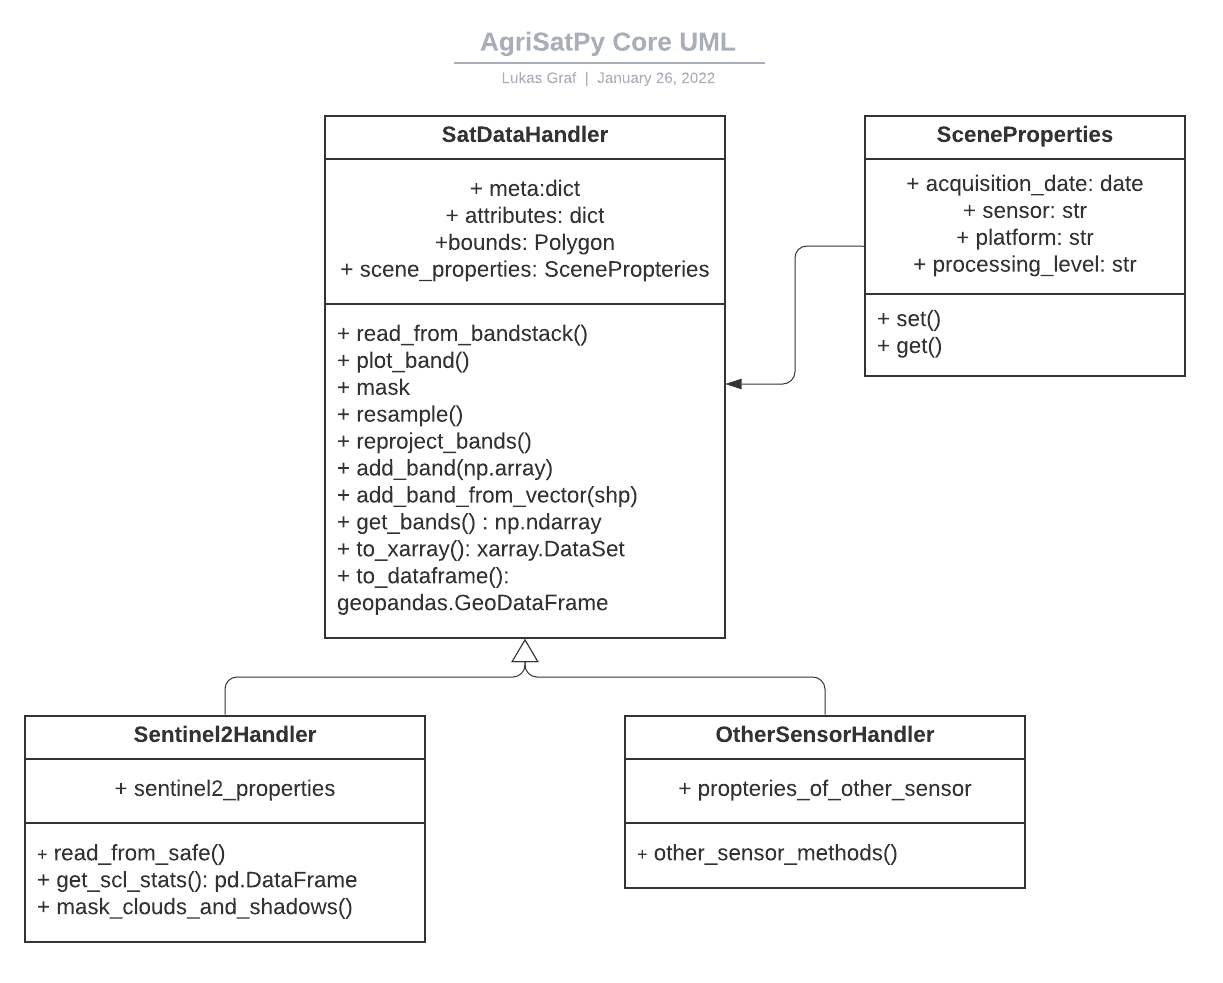 AgriSatPy Core UML
Lukas Graf | January 26, 2022
SatDataHandler
+ meta:dict
+ attributes: dict
+bounds: Polygon
+ scene_properties: ScenePropteries
+ read_from_bandstack()
+ plot_band()
+ mask
+ resample()
+ reproject_bands()
+ add_band(np.array)
+ add_band_from_vector(shp)
+ get_bands() : np.ndarray
+ to_xarray(): xarray.DataSet
+ to_dataframe():
geopandas.GeoDataFrame
SceneProperties
+ acquisition_date: date
+ sensor: str
+ platform: str
+ processing_level: str
+ set()
+ get()
Sentinel2Handler
+ sentinel2_properties
+ read_from_safe()
+ get_scl_stats(): pd.DataFrame
+ mask_clouds_and_shadows()
OtherSensorHandler
+ propteries_of_other_sensor
+ other_sensor_methods()